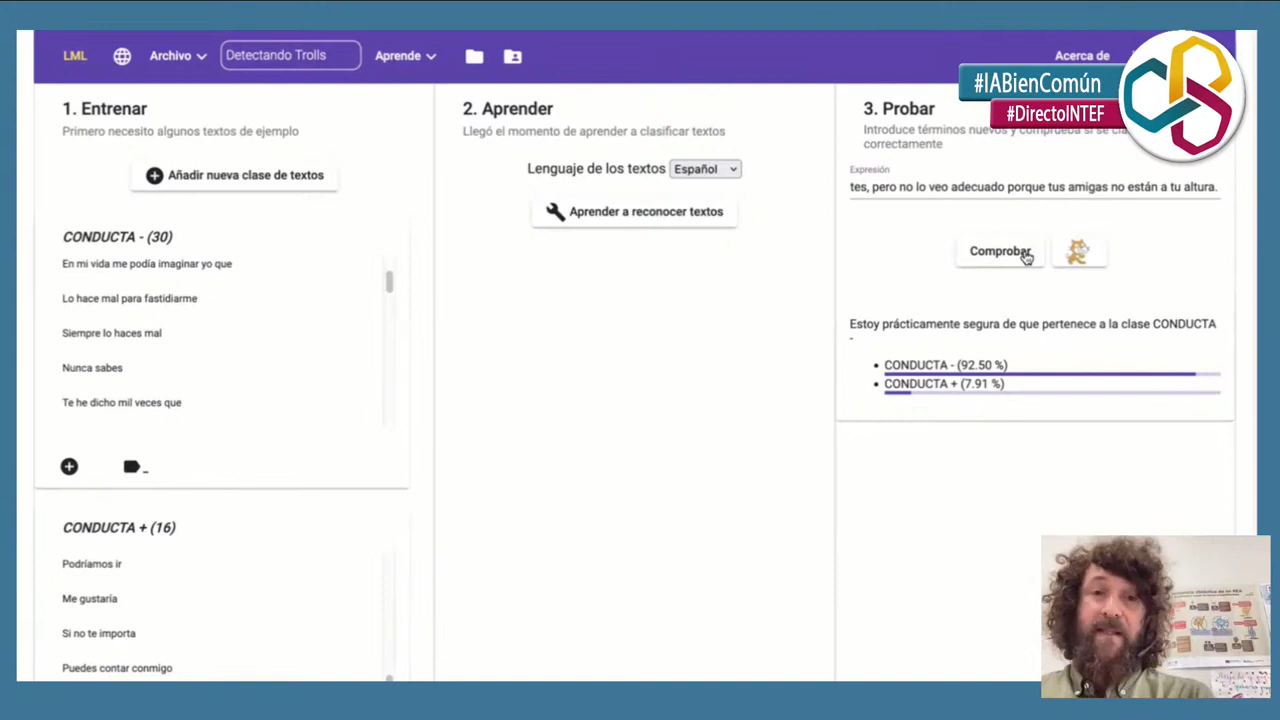 LML
Archivo
Detectando Trolls
Aprende
Acerca de
#IABienComún
#DirectoINTEF
1. Entrenar
Primero necesito algunos textos de ejemplo
Añadir nueva clase de textos
CONDUCTA - (30)
En mi vida me podía imaginar yo que
Lo hace mal para fastidiarme
Siempre lo haces mal
Nunca sabes
Te he dicho mil veces que
CONDUCTA + (16)
Podríamos ir
Me gustaría
Si no te importa
Puedes contar conmigo
2. Aprender
Llegó el momento de aprender a clasificar textos
Lenguaje de los textos Español
Aprender a reconocer textos
3. Probar
Introduce términos nuevos y comprueba si se
correctamente
Expresión
tes, pero no lo veo adecuado porque tus amigas no están a tu altura.
Comprobar
Estoy prácticamente segura de que pertenece a la clase CONDUCTA
-
CONDUCTA - (92.50 %)
CONDUCTA + (7.91 %)